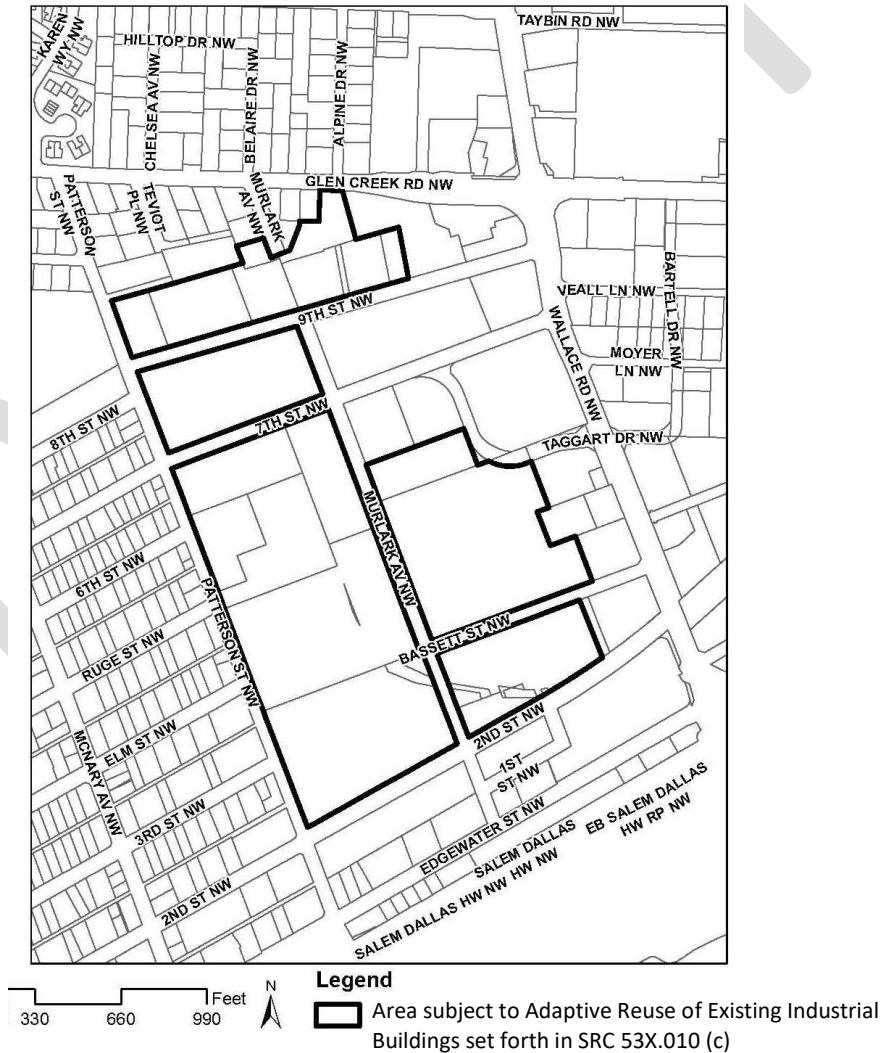 TAYBIN RD NW
KAREN
WY NW
HILLTOP DR NW
CHELSEA AV NW
BELAIRE DR NW
ALPINE DR NW
GLEN CREEK RD NW
PATTERSON
ST NW
TEVIOT
PL NW
MURLARK
AV NW
9TH ST NW
VEALL LN NW
BARTELL DR NW
WALLACE RD NW
MOYER
LN NW
8TH ST NW
7TH ST NW
TAGGART DR NW
MURLARK AV NW
6TH ST NW
PATTERSON ST NW
RUGE ST NW
BASSETT ST NW
ELM ST NW
MCNARY AV NW
2ND ST NW
1ST
ST NW
3RD ST NW
EDGEWATER ST NW
SALEM DALLAS
HW NW
EB SALEM DALLAS
HW RP NW
2ND ST NW
SALEM DALLAS HW NW
Legend
330 660 990 Feet
N
Area subject to Adaptive Reuse of Existing Industrial
Buildings set forth in SRC 53X.010 (c)